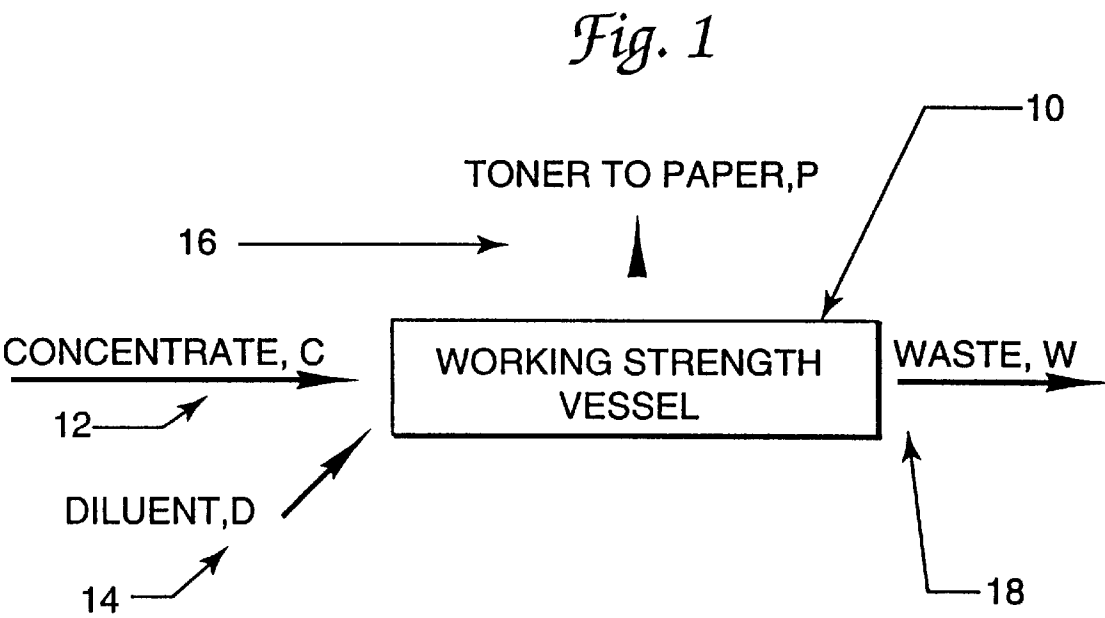 Fig. 1
10
TONER TO PAPER,P
16
CONCENTRATE, C
WORKING STRENGTH
VESSEL
WASTE, W
12
DILUENT,D
14
18